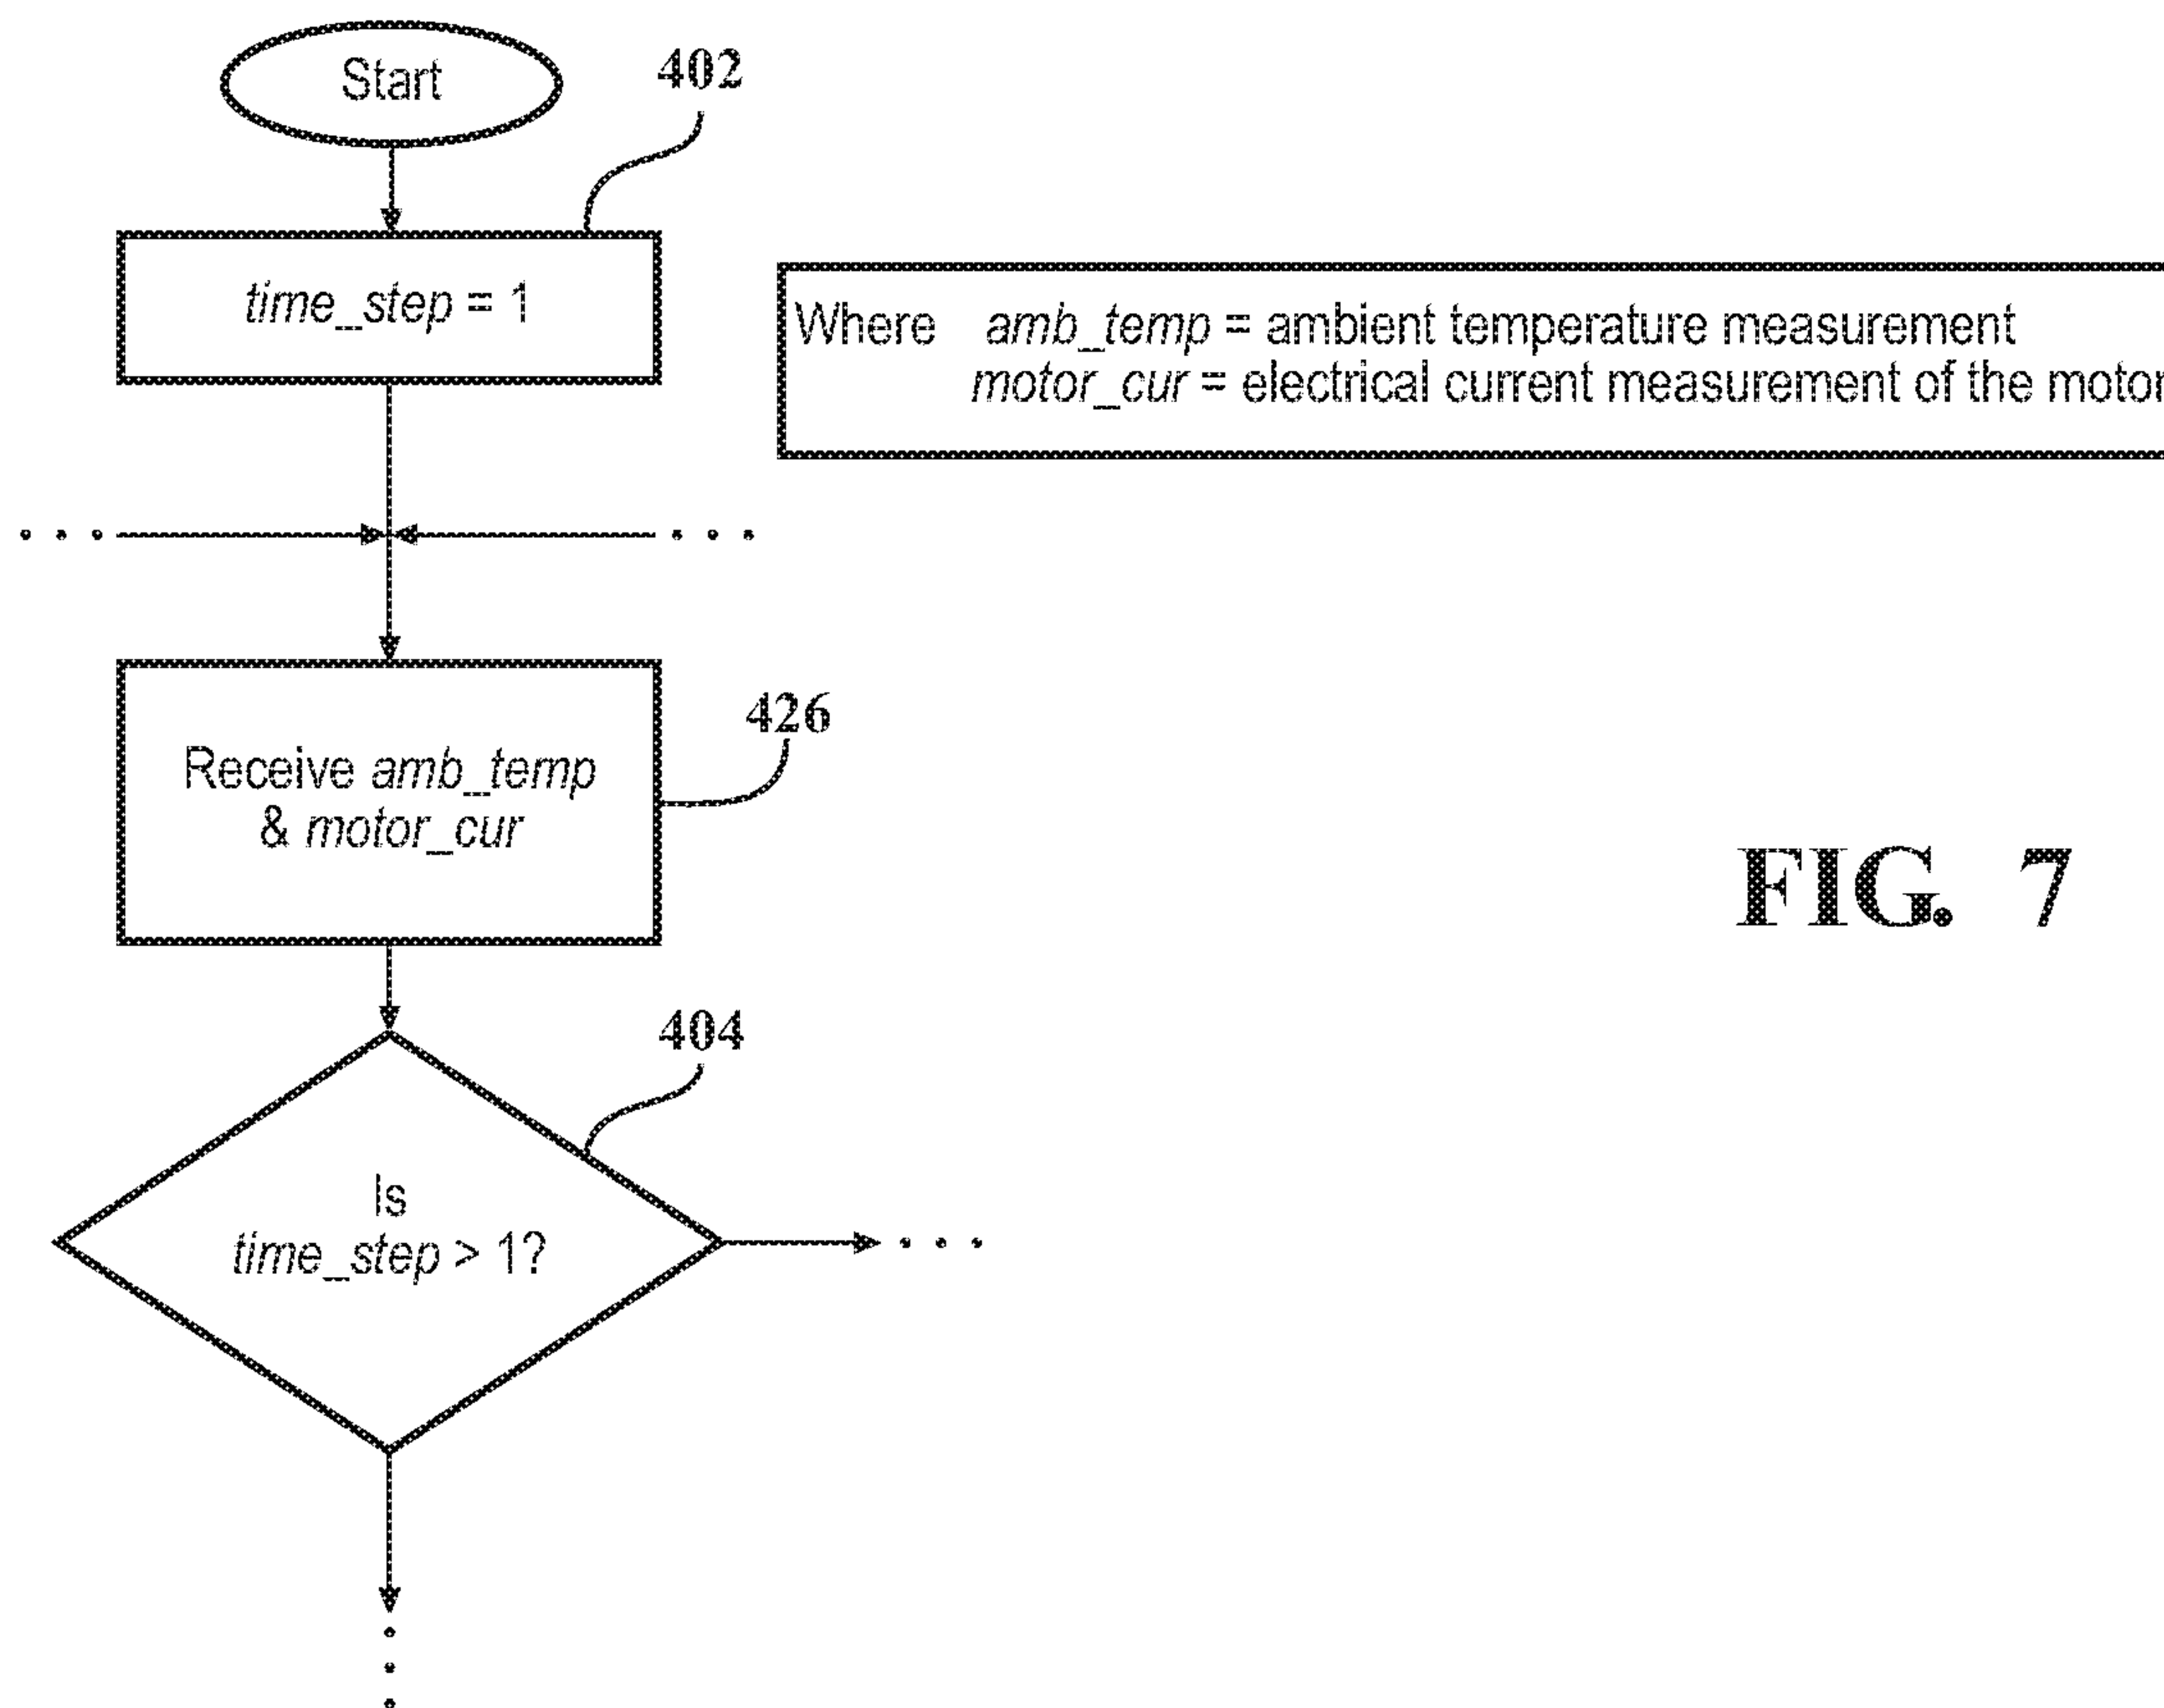 Start
402
time_step = 1
Where amb_temp = ambient temperature measurement
motor_cur = electrical current measurement of the motor
Receive amb_temp
& motor_cur
426
FIG. 7
404
Is
time_step > 1?